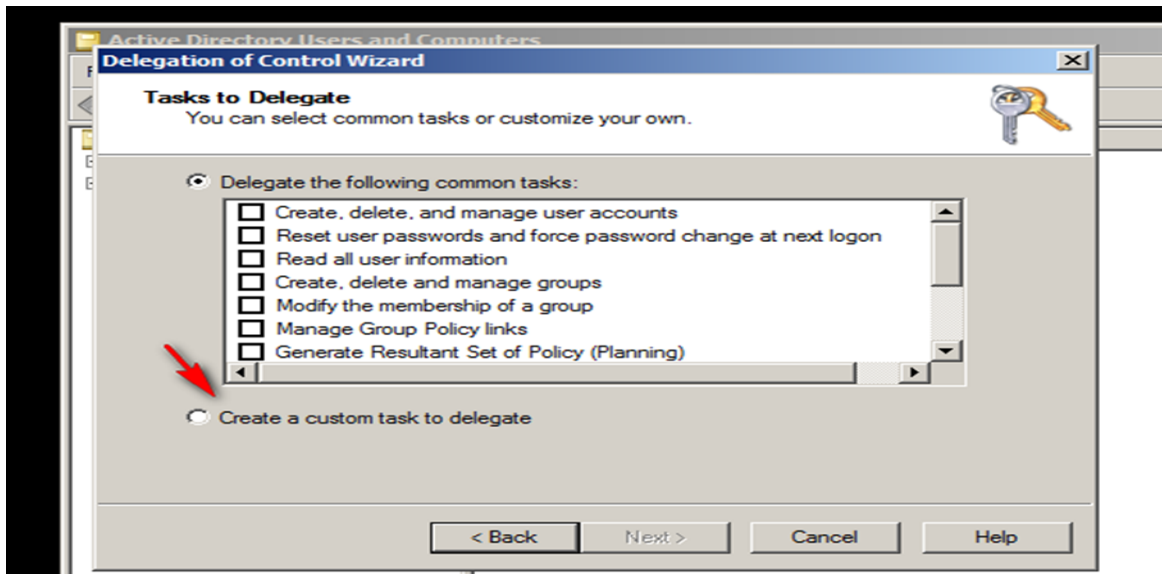 Active Directory Users and Computers
Delegation of Control Wizard
Tasks to Delegate
You can select common tasks or customize your own.
Delegate the following common tasks:
Create, delete, and manage user accounts
Reset user passwords and force password change at next logon
Read all user information
Create, delete and manage groups
Modify the membership of a group
Manage Group Policy links
Generate Resultant Set of Policy (Planning)
Create a custom task to delegate
< Back Next > Cancel Help